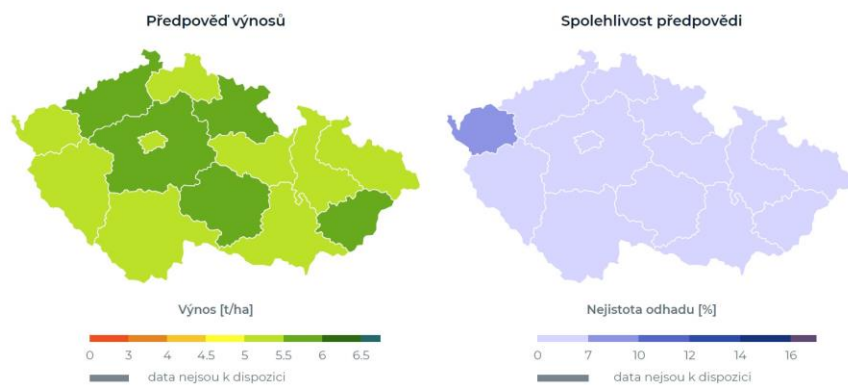 Předpověď výnosů
Spolehlivost předpovědi
Výnos [t/ha]
0 3 4 4.5 5 5.5 6 6.5
data nejsou k dispozici
Nejistota odhadu [%]
0 7 10 12 14 16
data nejsou k dispozici